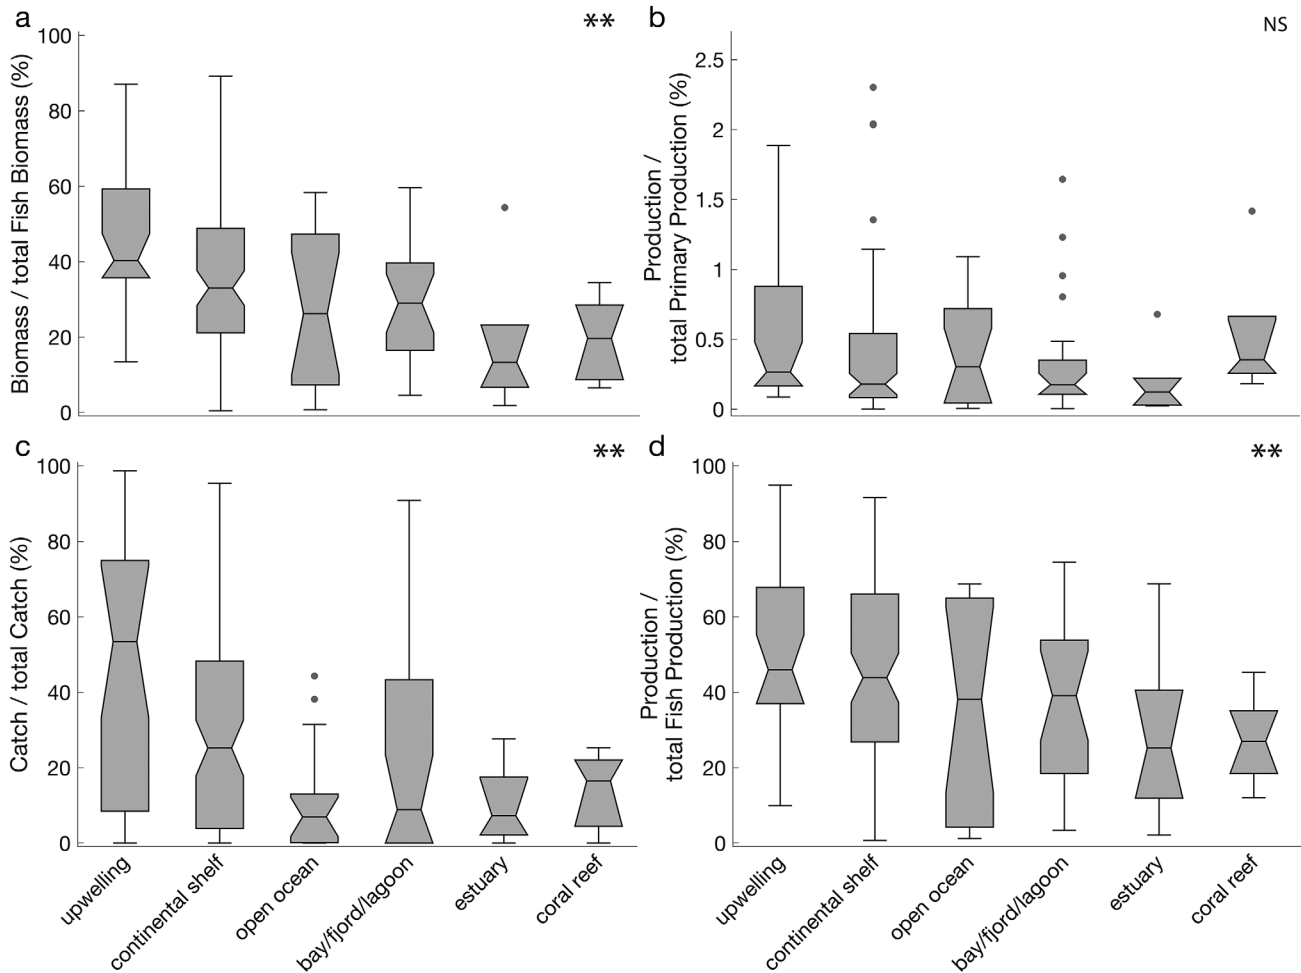 a
**
Biomass / total Fish Biomass (%)
100
80
60
40
20
0
b
NS
Production /
total Primary Production (%)
2.5
2
1.5
1
0.5
0
c
**
Catch / total Catch (%)
100
80
60
40
20
0
upwelling
continental shelf
open ocean
bay/fjord/lagoon
estuary
coral reef
d
**
Production /
total Fish Production (%)
100
80
60
40
20
0
upwelling
continental shelf
open ocean
bay/fjord/lagoon
estuary
coral reef